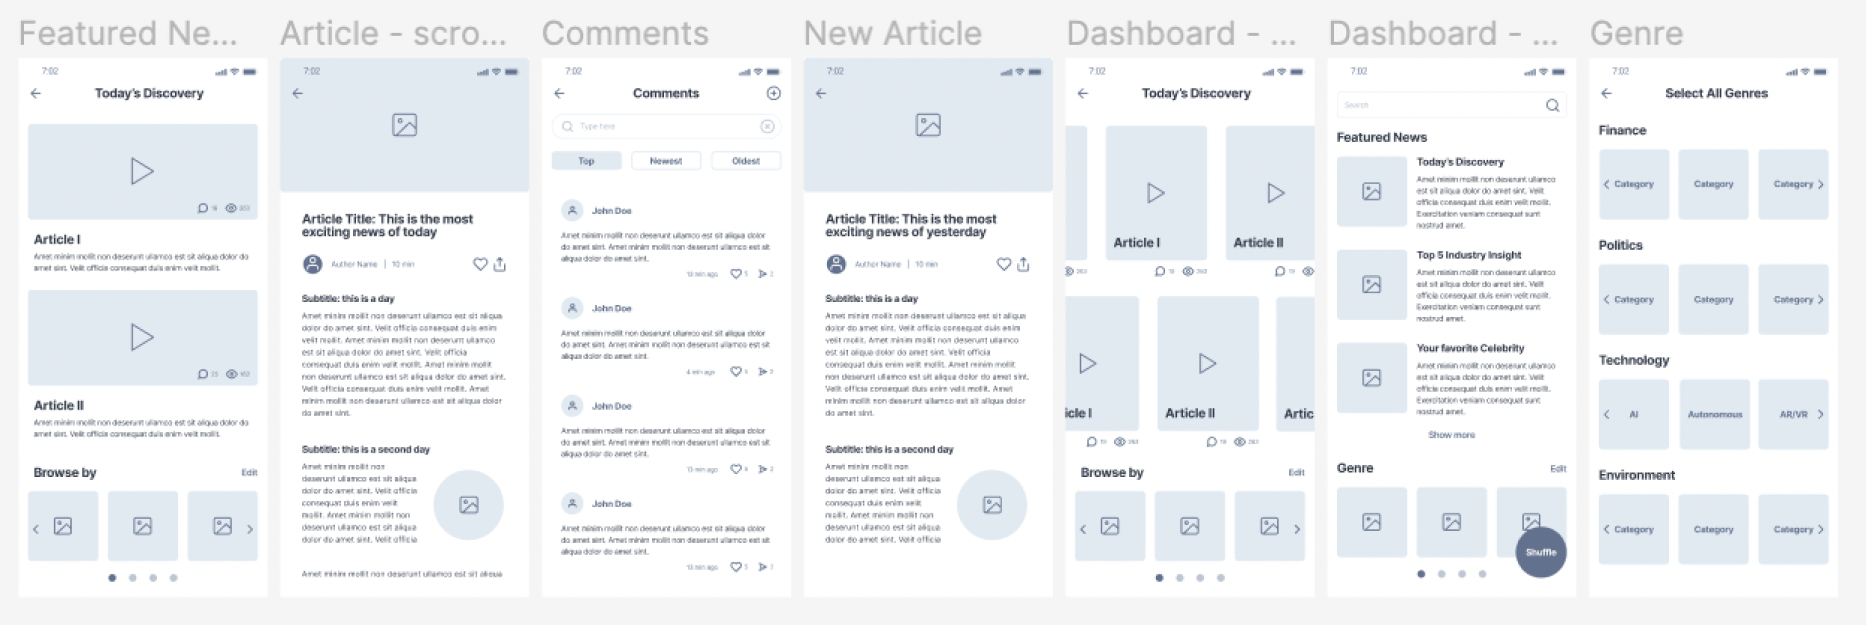 Featured Ne...
7:02
Today's Discovery
16 263
Article I
Amet minim mollit non deserunt ullamco est sit aliqua dolor do
amet sint. Velit officia consequat duis enim velit mollit.
23 162
Article II
Amet minim mollit non deserunt ullamco est sit aliqua dolor do
amet sint. Velit officia consequat duis enim velit mollit.
Browse by
Edit
Article - scro...
7:02
Article Title: This is the most
exciting news of today
Author Name | 10 min
Subtitle: this is a day
Amet minim mollit non deserunt ullamco est sit aliqua
dolor do amet sint. Velit officia consequat duis enim
velit mollit. Amet minim mollit non deserunt ullamco
est sit aliqua dolor do amet sint. Velit officia
consequat duis enim velit mollit. Amet minim mollit
non deserunt ullamco est sit aliqua dolor do amet sint.
Velit officia consequat duis enim velit mollit. Amet
minim mollit non deserunt ullamco est sit aliqua dolor
do amet sint.
Subtitle: this is a second day
Amet minim mollit non
deserunt ullamco est sit
aliqua dolor do amet
sint. Velit officia
consequat duis enim velit
mollit. Amet minim mollit
non deserunt ullamco est
sit aliqua dolor do amet
sint. Velit officia
Amet minim mollit non deserunt ullamco est sit aliqua
Comments
7:02
Comments
Type here
Top
Newest
Oldest
John Doe
Amet minim mollit non deserunt ullamco est sit aliqua dolor
do amet sint. Amet minim mollit non deserunt ullamco est sit
aliqua dolor do amet sint.
13 min ago 5 2
John Doe
Amet minim mollit non deserunt ullamco est sit aliqua dolor
do amet sint. Amet minim mollit non deserunt ullamco est sit
aliqua dolor do amet sint.
4 min ago
John Doe
Amet minim mollit non deserunt ullamco est sit aliqua dolor
do amet sint. Amet minim mollit non deserunt ullamco est sit
aliqua dolor do amet sint.
13 min ago
John Doe
Amet minim mollit non deserunt ullamco est sit aliqua dolor
do amet sint. Amet minim mollit non deserunt ullamco est sit
aliqua dolor do amet sint.
13 min ago 5
New Article
7:02
Article Title: This is the most
exciting news of yesterday
Author Name | 10 min
Subtitle: this is a day
Amet minim mollit non deserunt ullamco est sit aliqua
dolor do amet sint. Velit officia consequat duis enim
velit mollit. Amet minim mollit non deserunt ullamco
est sit aliqua dolor do amet sint. Velit officia
consequat duis enim velit mollit. Amet minim mollit
non deserunt ullamco est sit aliqua dolor do amet sint.
Velit officia consequat duis enim velit mollit. Amet
minim mollit non deserunt ullamco est sit aliqua dolor
do amet sint.
Subtitle: this is a second day
Amet minim mollit non
deserunt ullamco est sit
aliqua dolor do amet
sint. Velit officia
consequat duis enim velit
mollit. Amet minim mollit
non deserunt ullamco est
sit aliqua dolor do amet
sint. Velit officia
Dashboard - ...
7:02
Today's Discovery
Article I
Article II
263
19 263
19
icle I
Article II
Artic
19 263
19 263
Browse by
Edit
Dashboard - ...
7:02
Search
Featured News
Today's Discovery
Amet minim mollit non deserunt ullamco
est sit aliqua dolor do amet sint. Velit
officia consequat duis enim velit mollit.
Exercitation veniam consequat sunt
nostrud amet.
Top 5 Industry Insight
Amet minim mollit non deserunt ullamco
est sit aliqua dolor do amet sint. Velit
officia consequat duis enim velit mollit.
Exercitation veniam consequat sunt
nostrud amet.
Your favorite Celebrity
Amet minim mollit non deserunt ullamco
est sit aliqua dolor do amet sint. Velit
officia consequat duis enim velit mollit.
Exercitation veniam consequat sunt
nostrud amet.
Show more
Genre
Edit
Shuffle
Genre
7:02
Select All Genres
Finance
Category
Category
Category
Politics
Category
Category
Category
Technology
AI
Autonomous
AR/VR
Environment
Category
Category
Category